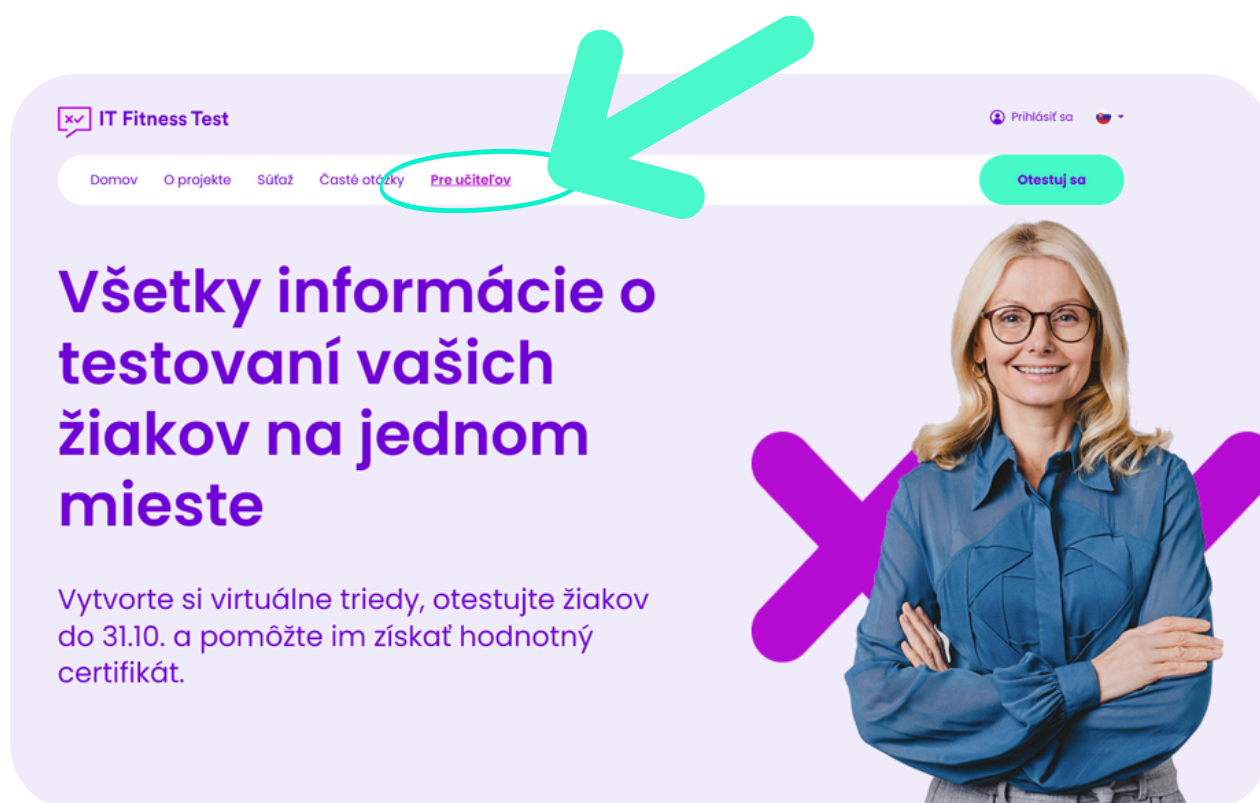 IT Fitness Test
Prihlásiť sa
Domov O projekte Súťaž Časté otázky Pre učiteľov
Otestuj sa
Všetky informácie o
testovaní vašich
žiakov na jednom
mieste
Vytvorte si virtuálne triedy, otestujte žiakov
do 31.10. a pomôžte im získať hodnotný
certifikát.